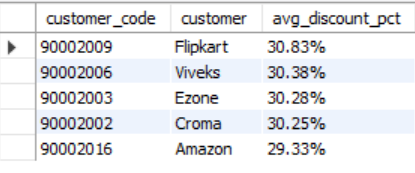 customer_code customer avg_discount_pct
90002009 Flipkart 30.83%
90002006 Viveks 30.38%
90002003 Ezone 30.28%
90002002 Croma 30.25%
90002016 Amazon 29.33%